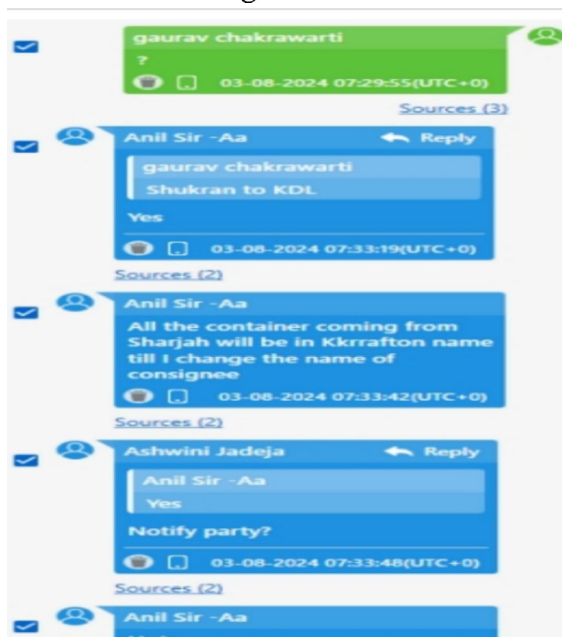 gaurav chakrawarti
?
03-08-2024 07:29:55(UTC+0)
Sources (3)
Anil Sir -Aa Reply
gaurav chakrawarti
Shukran to KDL
Yes
03-08-2024 07:33:19(UTC+0)
Sources (2)
Anil Sir -Aa
All the container coming from
Sharjah will be in Kkrrafton name
till I change the name of
consignee
03-08-2024 07:33:42(UTC+0)
Sources (2)
Ashwini Jadeja Reply
Anil Sir -Aa
Yes
Notify party?
03-08-2024 07:33:48(UTC+0)
Sources (2)
Anil Sir -Aa